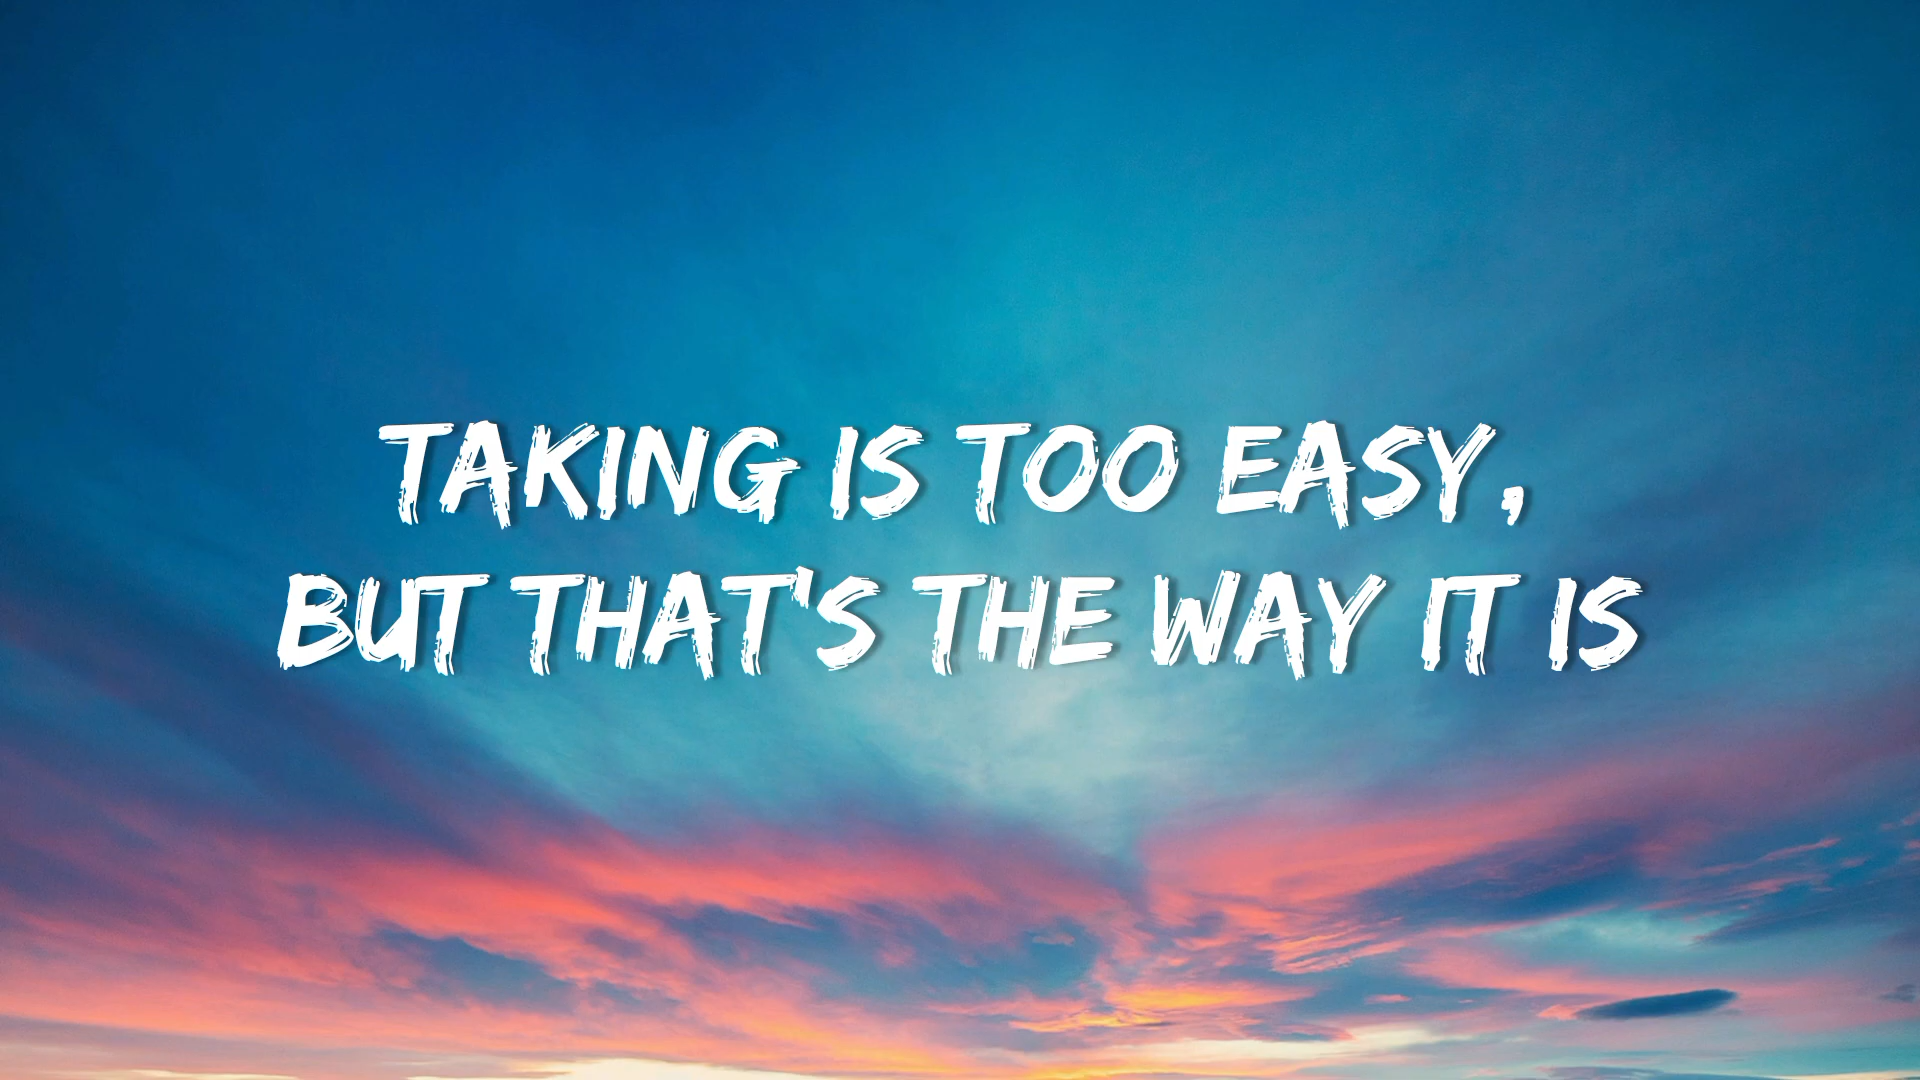 TAKING IS TOO EASY,
BUT THAT'S THE WAY IT IS